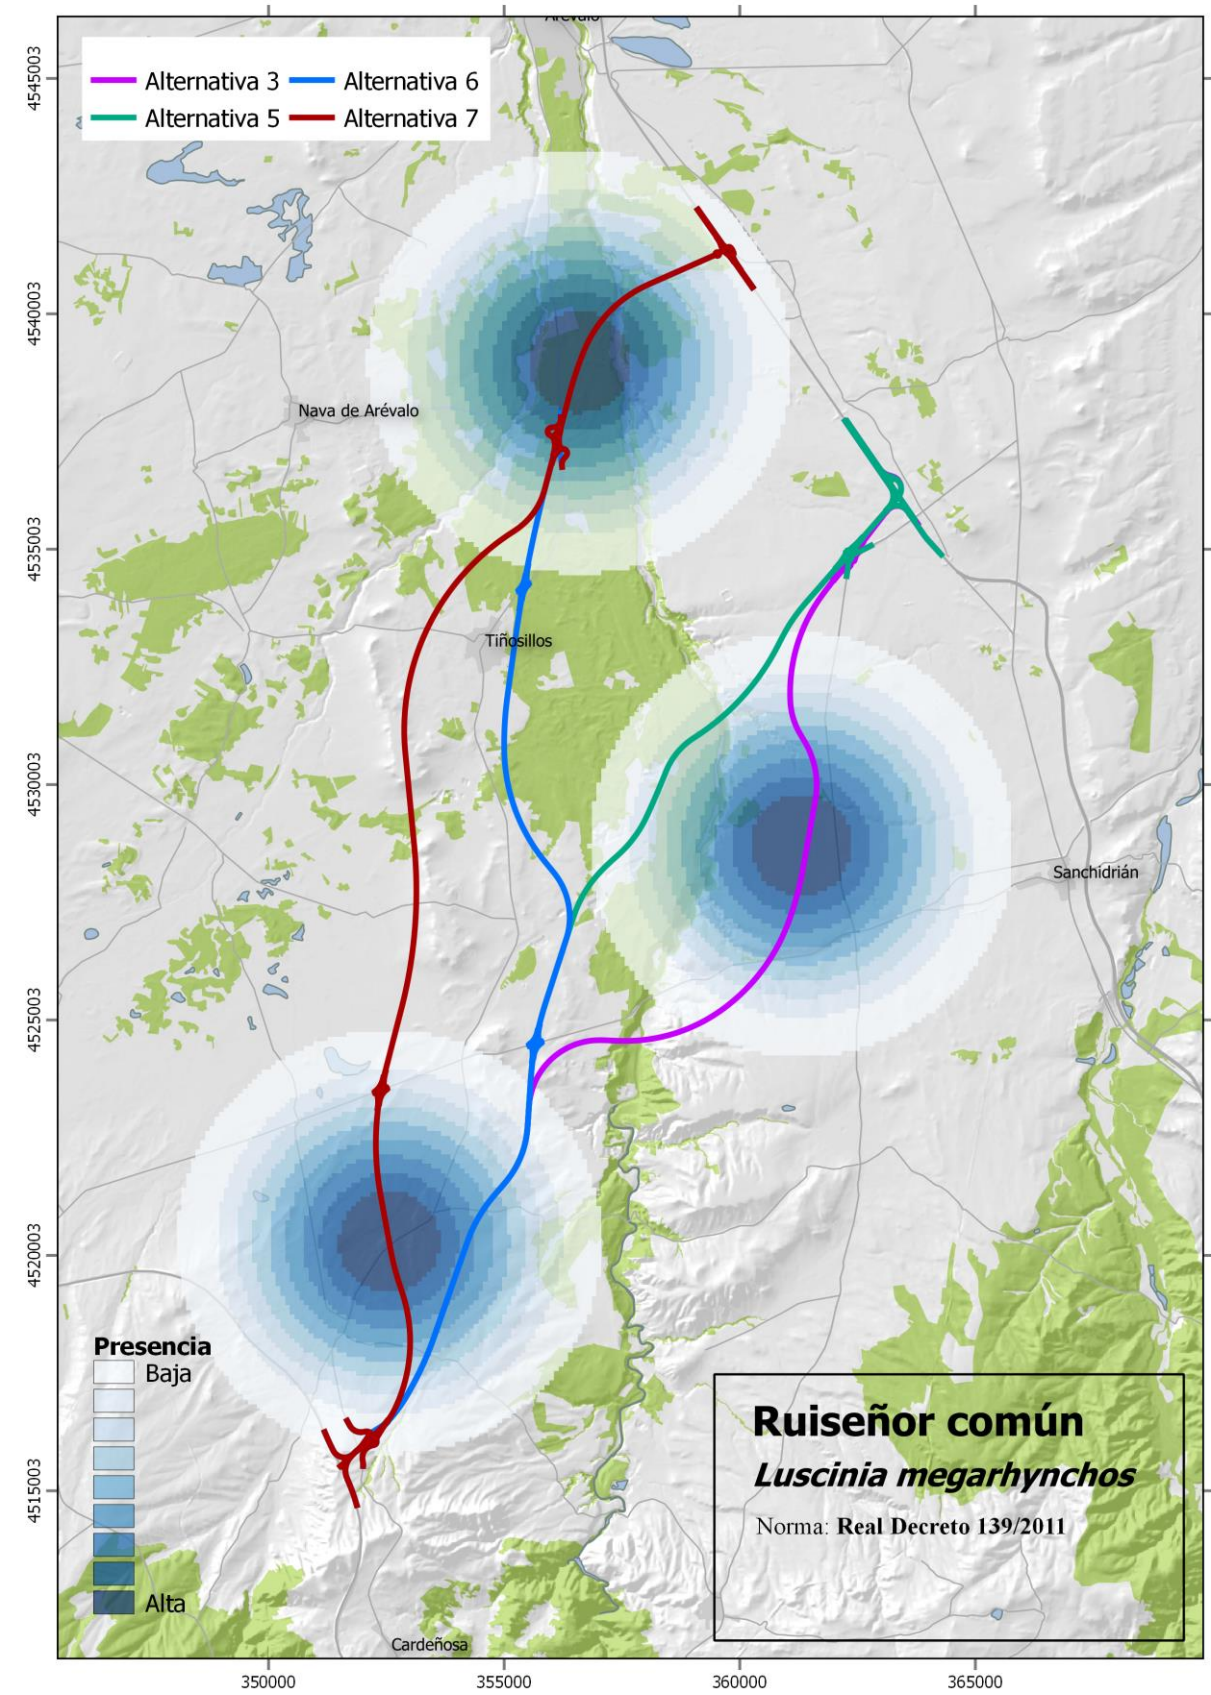 Arévalo
Alternativa 3
Alternativa 6
Alternativa 5
Alternativa 7
4545003
4540003
4535003
4530003
4525003
4520003
4515003
Nava de Arévalo
Tiñosillos
Sanchidrián
Cardeñosa
Presencia
Baja
Alta
Ruiseñor común
Luscinia megarhynchos
Norma: Real Decreto 139/2011
350000
355000
360000
365000